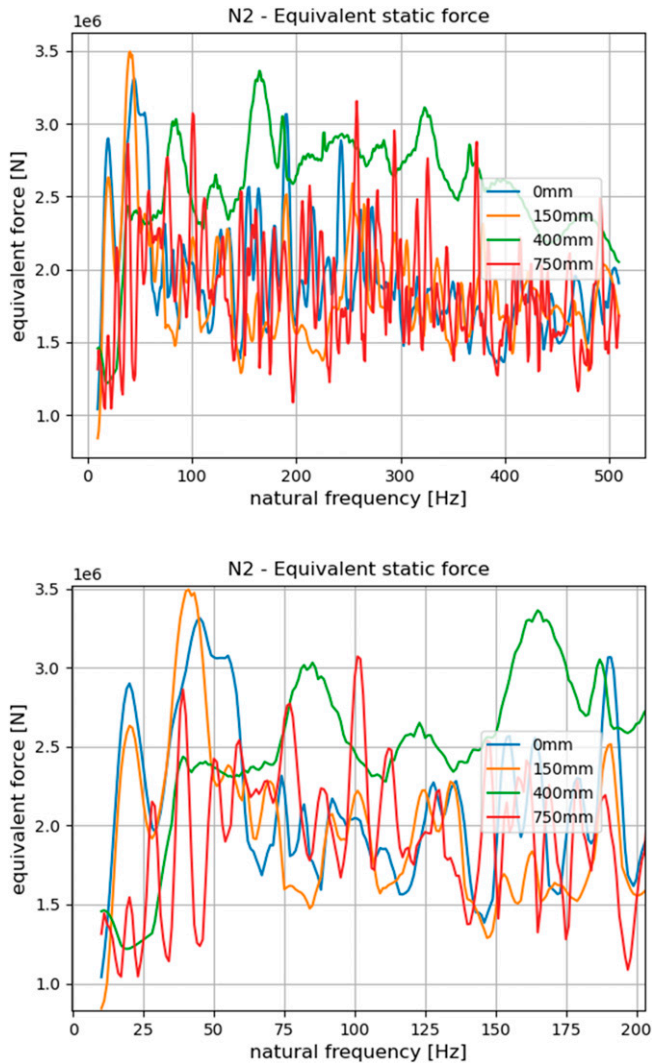 N2 - Equivalent static force
1e6
3.5
3.0
2.5
2.0
1.5
1.0
equivalent force [N]
0mm
150mm
400mm
750mm
0 100 200 300 400 500
natural frequency [Hz]
N2 - Equivalent static force
1e6
3.5
3.0
2.5
2.0
1.5
1.0
equivalent force [N]
0mm
150mm
400mm
750mm
0 25 50 75 100 125 150 175 200
natural frequency [Hz]